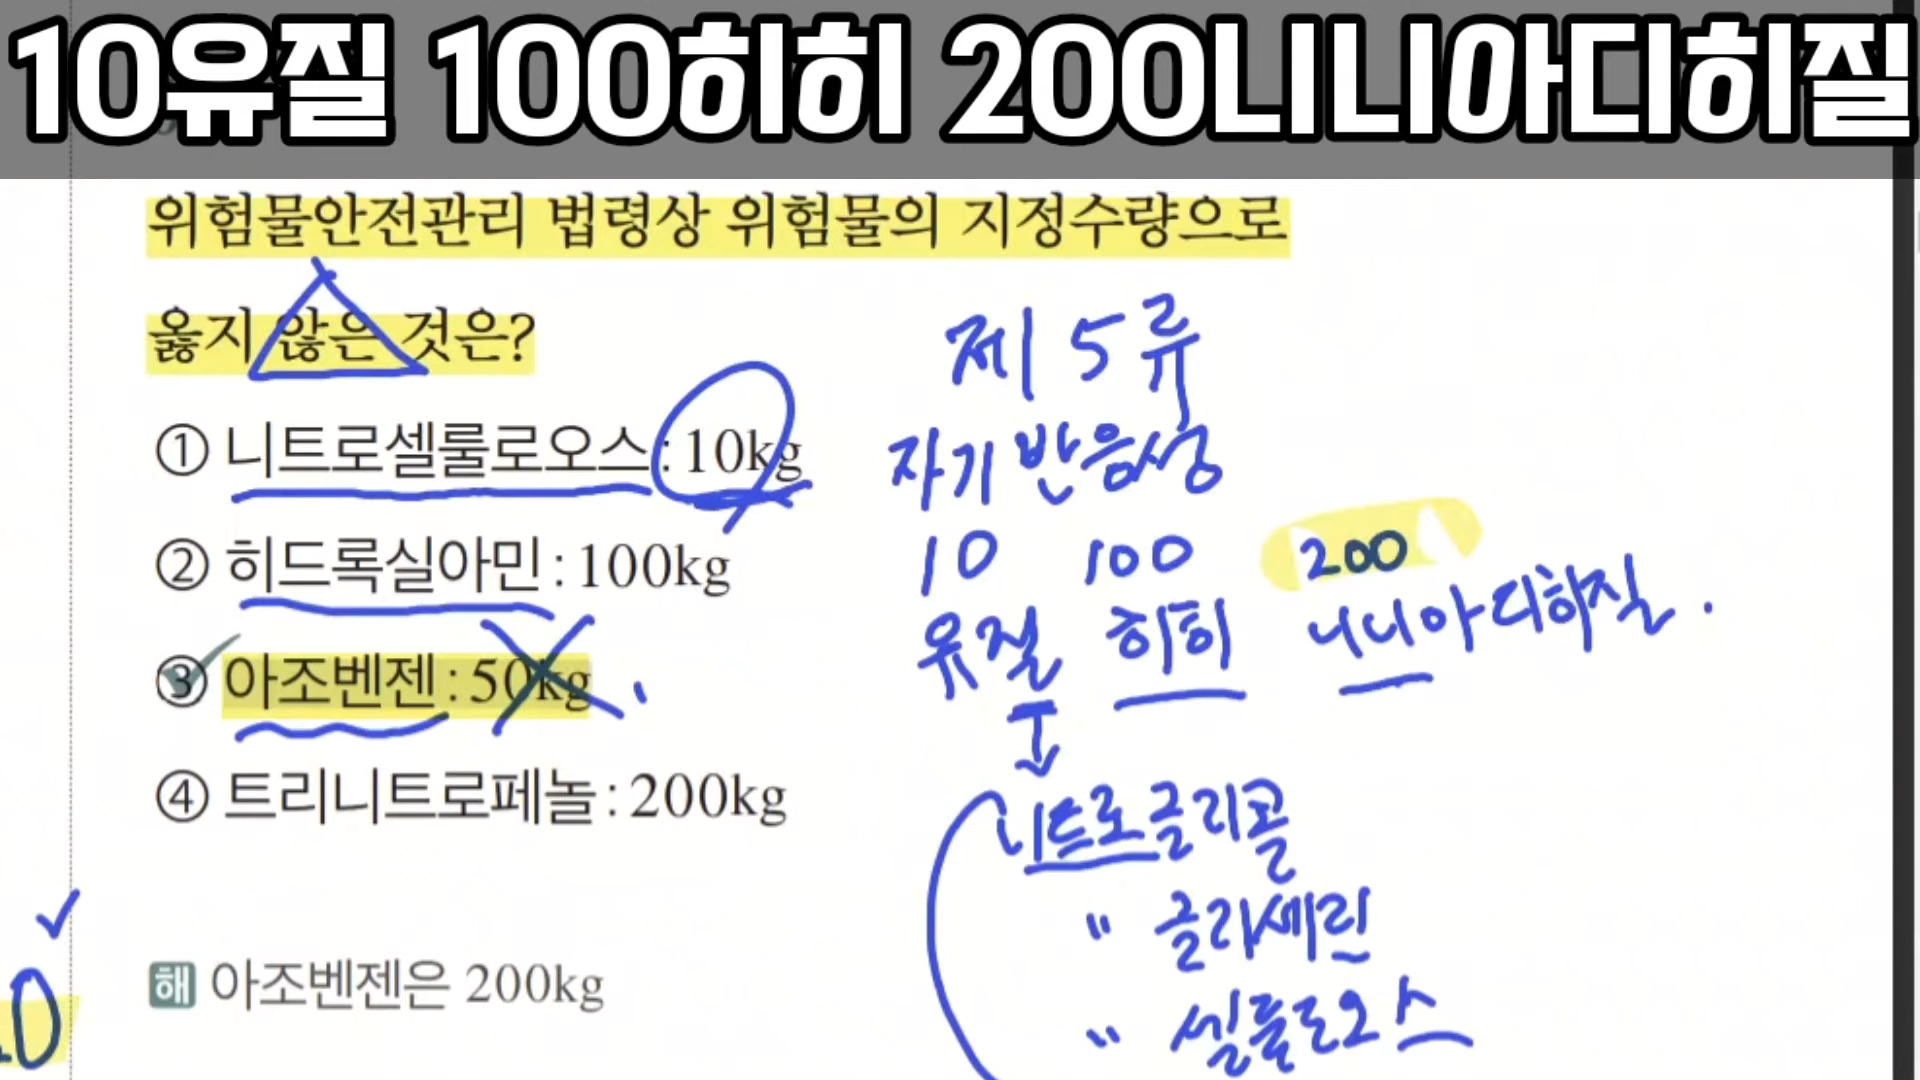 10유질 100히히 200니니아디히질
위험물안전관리 법령상 위험물의 지정수량으로
옳지 않은 것은?
① 니트로셀룰로오스 : 10kg
② 히드록실아민 : 100kg
③ 아조벤젠 : 50kg
④ 트리니트로페놀 : 200kg
해 아조벤젠은 200kg
제 5류
자기반응성
10 100 200
유질 히히 니니아디하질.
니트로글리콜
" 글리세린
" 셀룰로오스